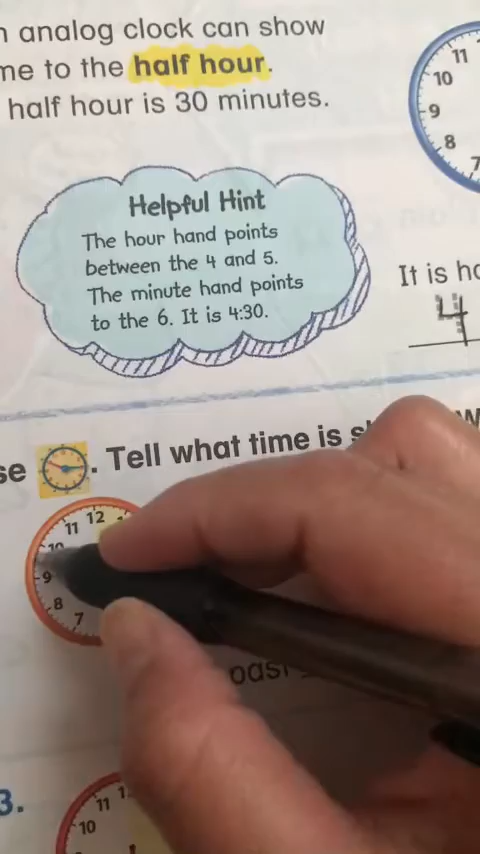 analog clock can show
to the half hour.
half hour is 30 minutes.
Helpful Hint
The hour hand points
between the 4 and 5.
The minute hand points
to the 6. It is 4:30.
11
10
9
8
7
It is
4
. Tell what time is
12
11
10
9
8
7
3.
11
10